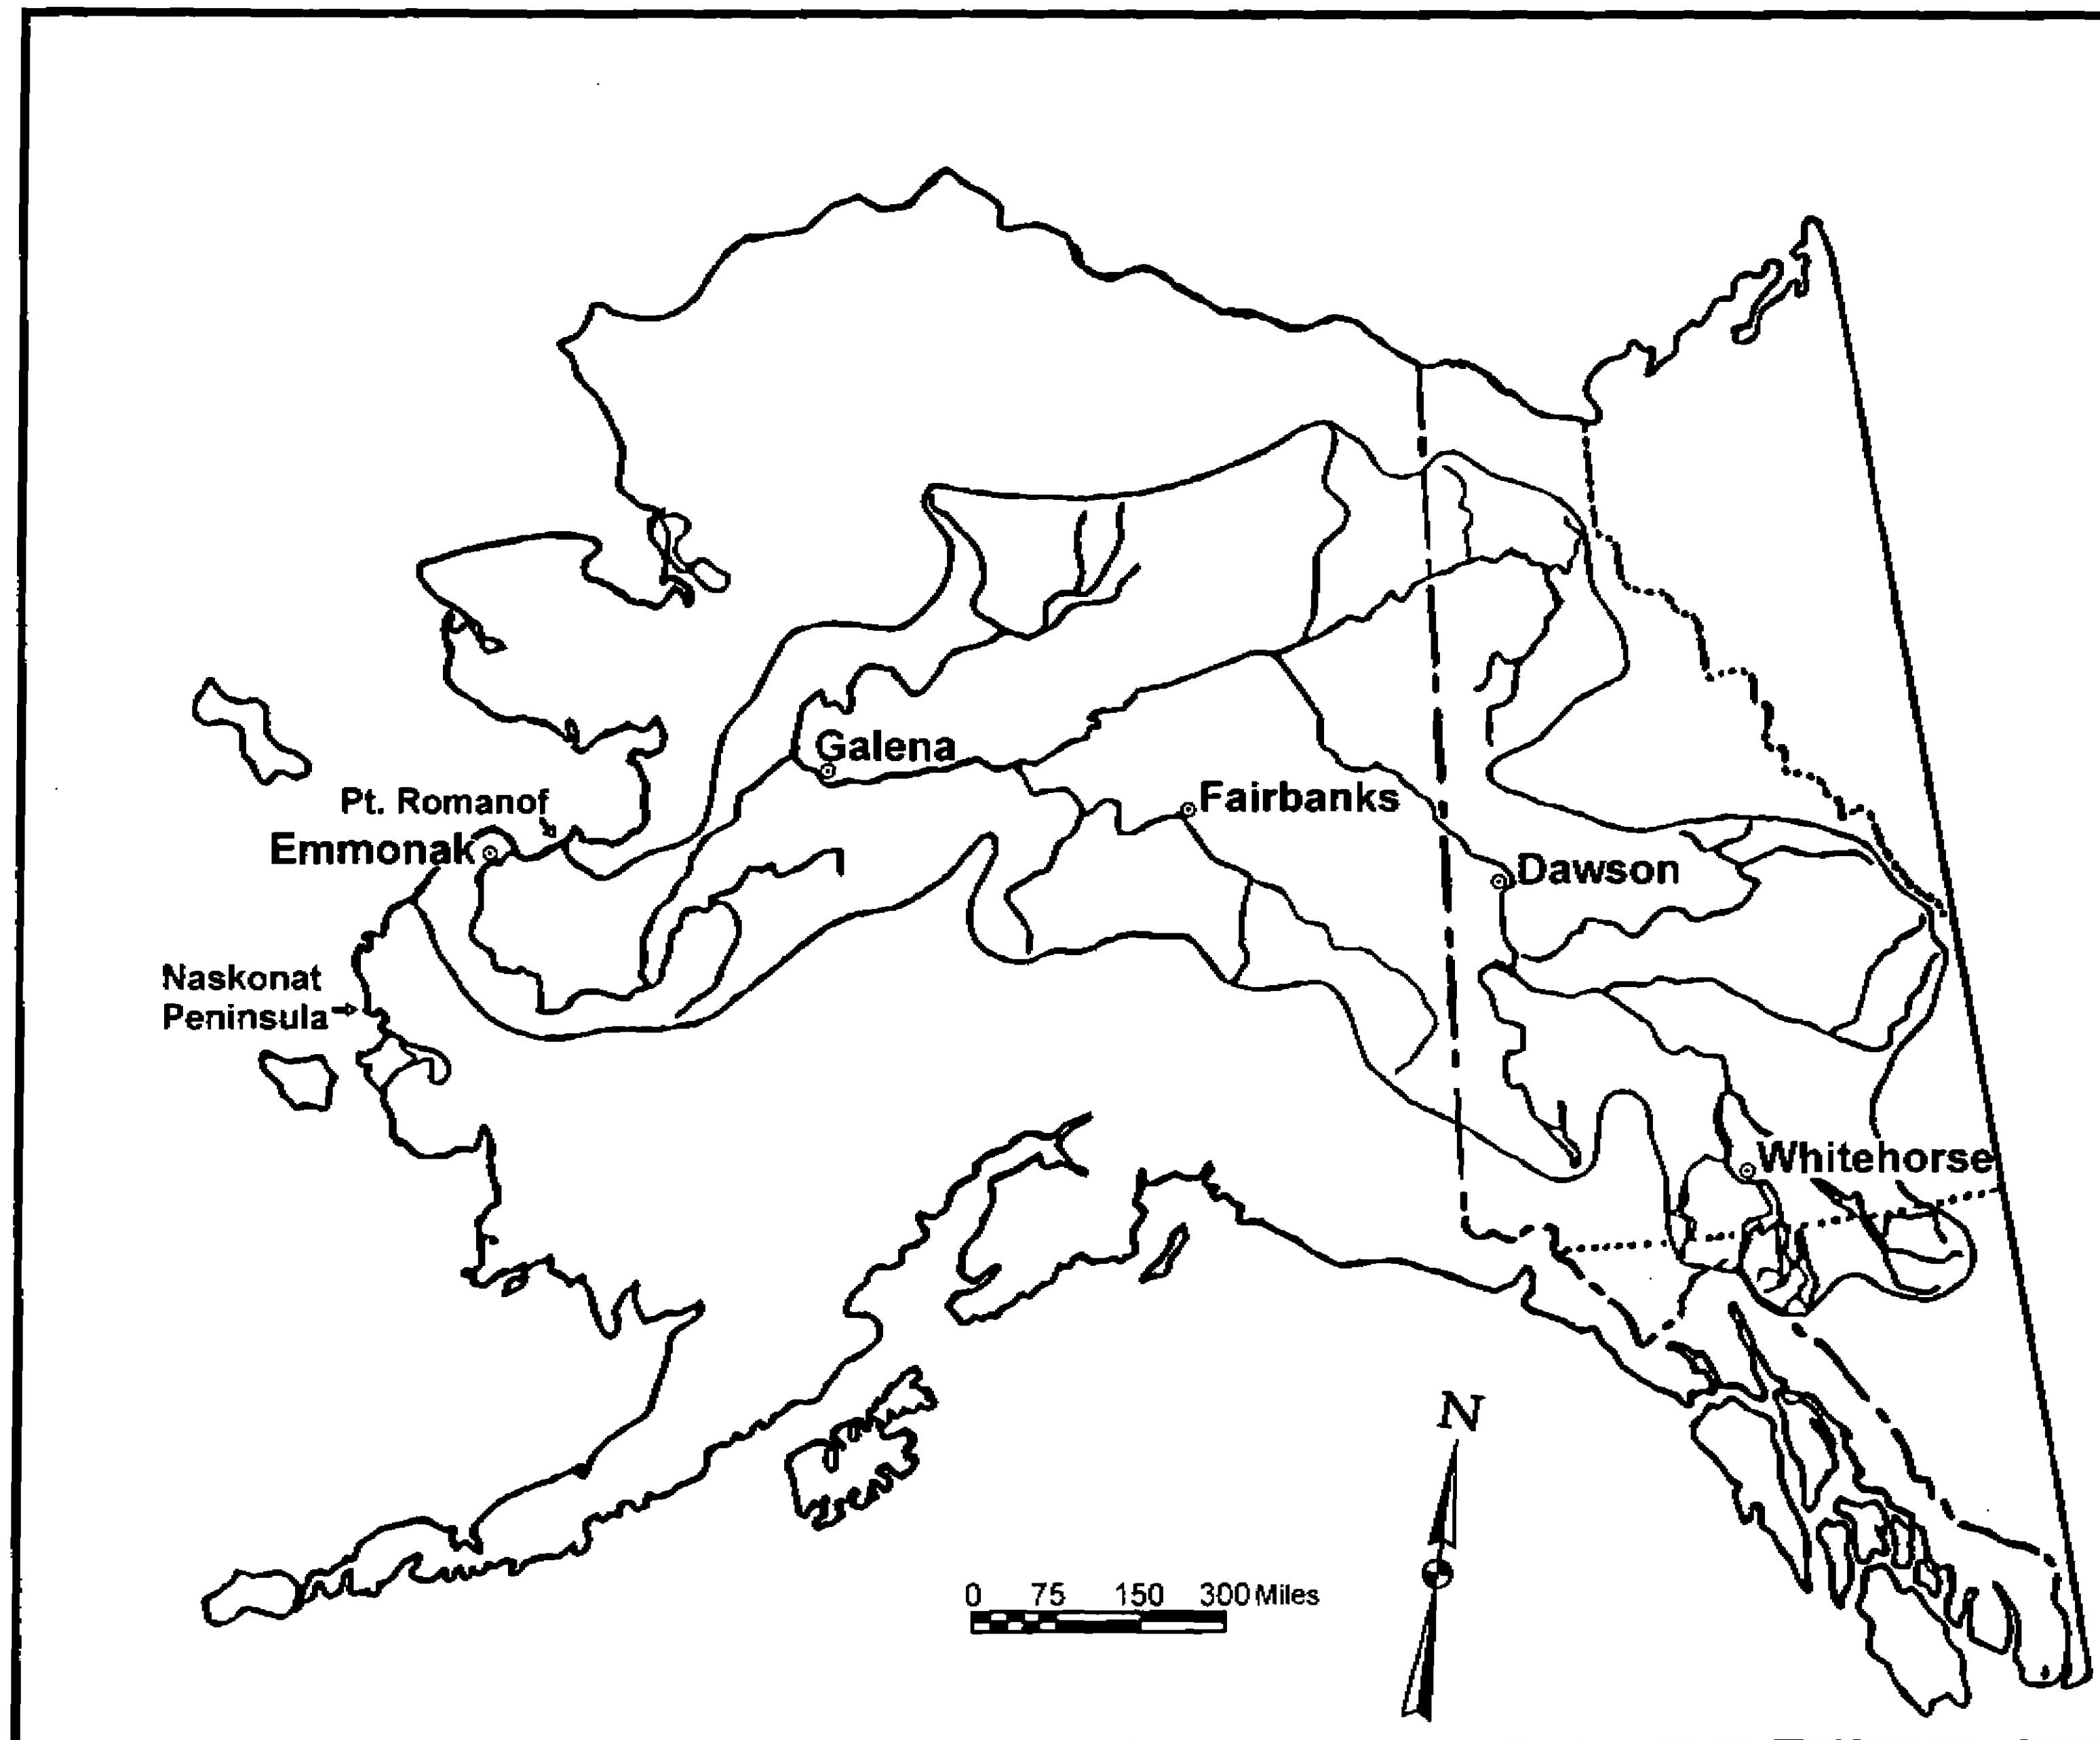 Galena
Pt. Romanof
Fairbanks
Emmonak
Dawson
Naskonat
Peninsula
Whitehorse
N
0 75 150 300 Miles